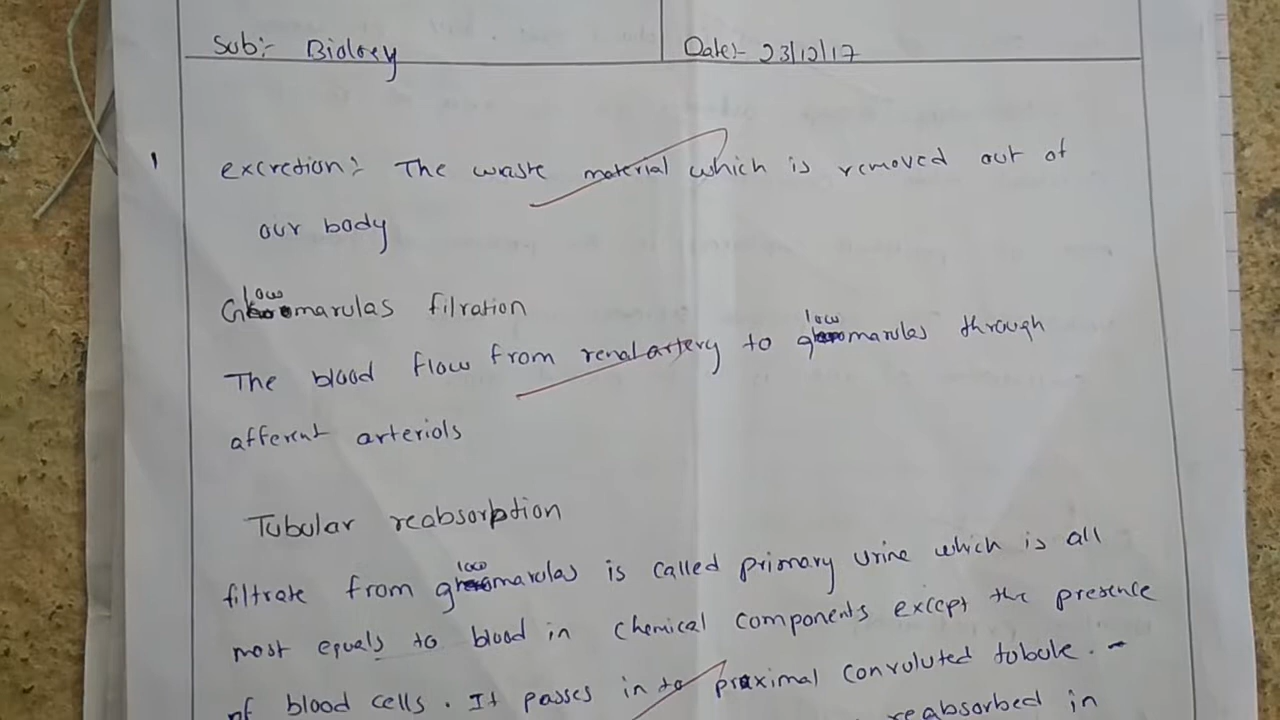 Sub:- Biology
Date:- 23/12/17
1 excretion:- The waste material which is removed out of
our body
Glowmarulas filration
The blood flow from renal artery to glowmarulas through
afferent arteriols
Tubular reabsorption
filtrate from glowmarulas is called primary urine which is all
most equals to blood in chemical components except the presence
of blood cells. It passes in to proximal convoluted tubule. -
reabsorbed in